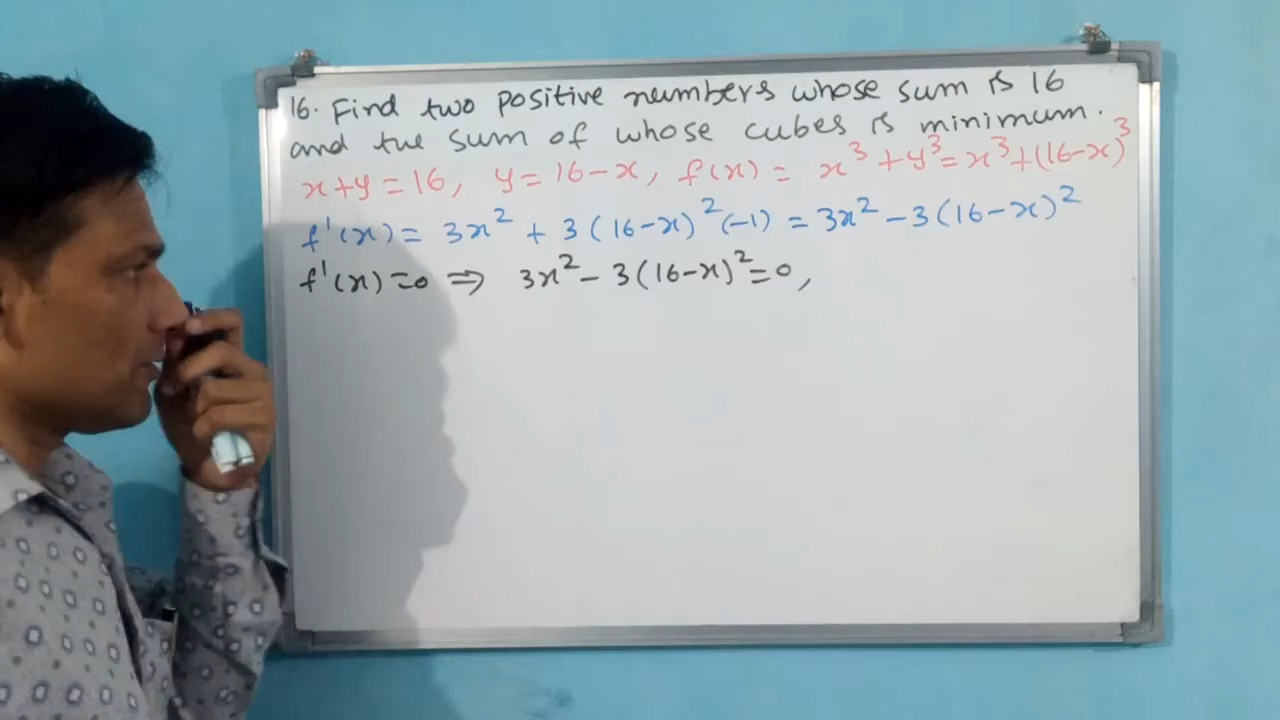 16. Find two positive numbers whose sum is 16
and the sum of whose cubes is minimum.
x+y=16, y=16-x, f(x) = x³+y³=x³+(16-x)³
f'(x) = 3x² + 3(16-x)²(-1) = 3x² - 3(16-x)²
f'(x)=0 ⇒ 3x² - 3(16-x)²=0,